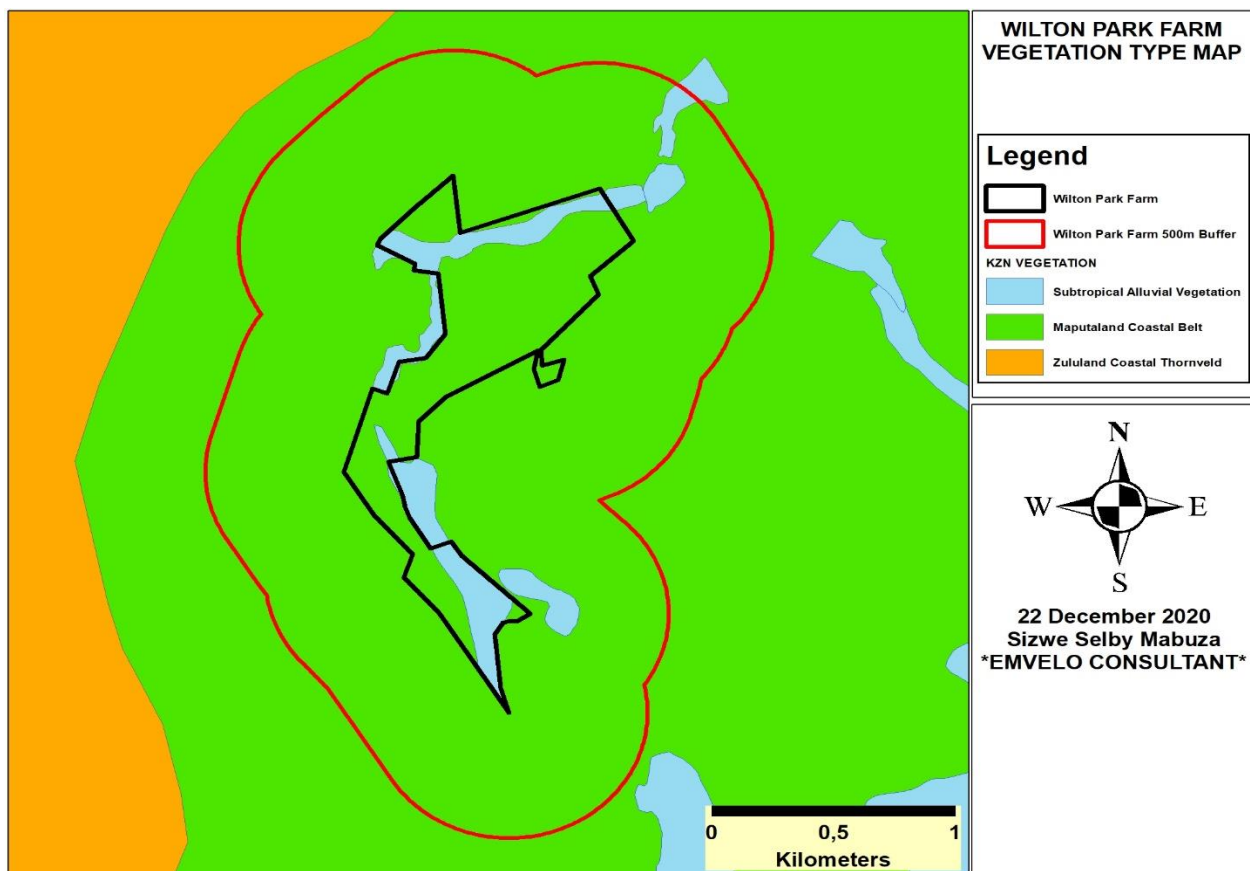 WILTON PARK FARM
VEGETATION TYPE MAP
Legend
Wilton Park Farm
Wilton Park Farm 500m Buffer
KZN VEGETATION
Subtropical Alluvial Vegetation
Maputaland Coastal Belt
Zululand Coastal Thornveld
N
W E
S
22 December 2020
Sizwe Selby Mabuza
*EMVELO CONSULTANT*
0 0,5 1
Kilometers